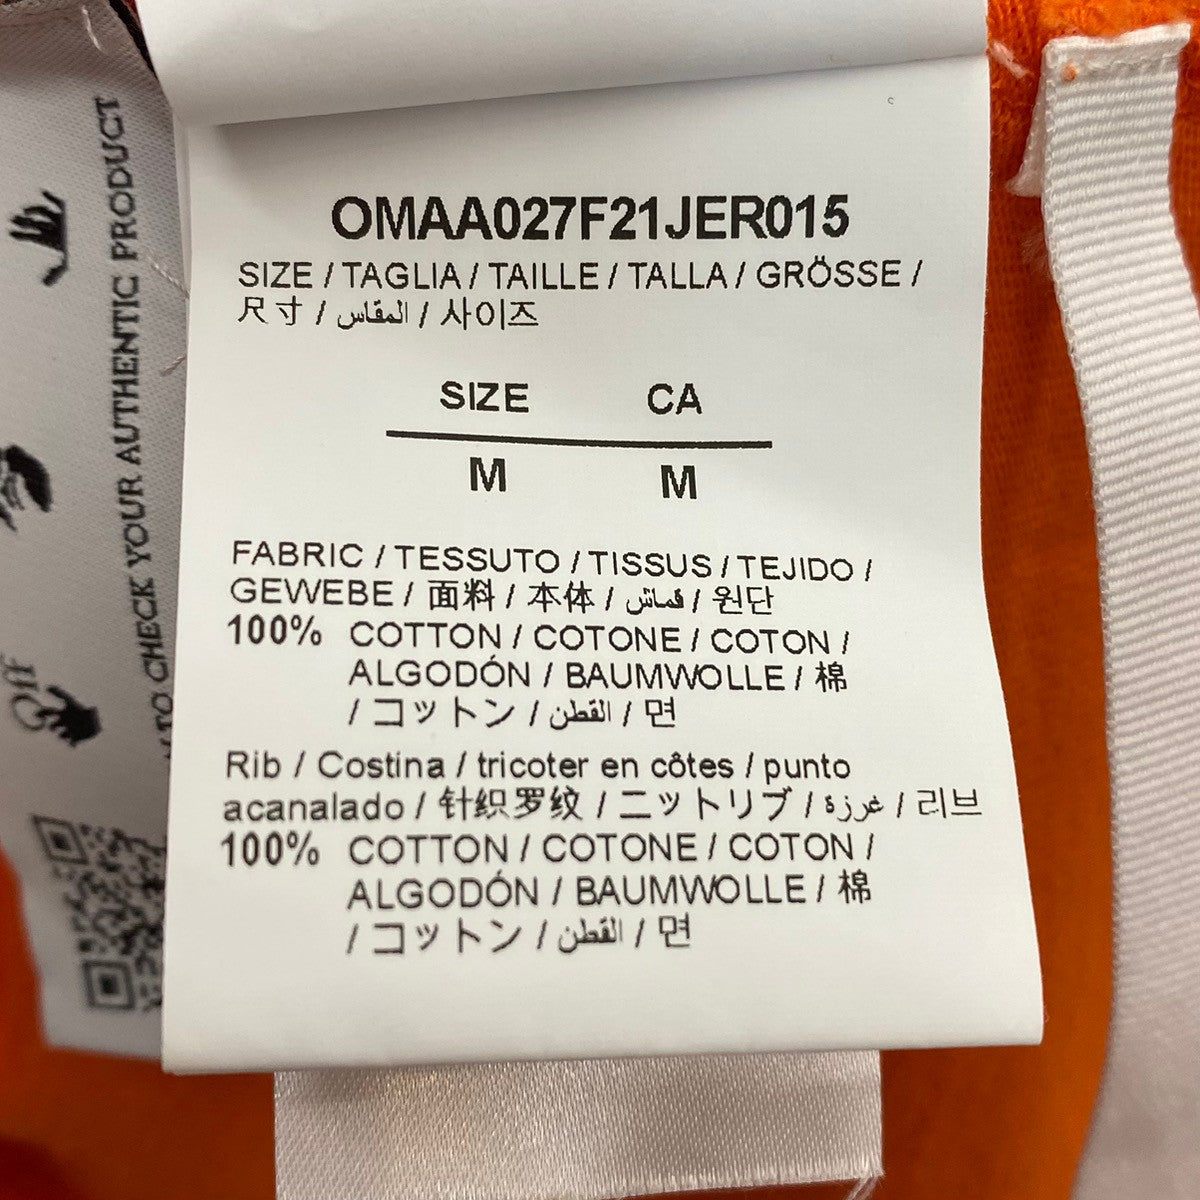 OMAA027F21JER015
SIZE / TAGLIA / TAILLE / TALLA / GRÖSSE /
尺寸 / المقاس / 사이즈
SIZE CA
M M
FABRIC / TESSUTO / TISSUS / TEJIDO /
GEWEBE / 面料 / 本体 / قماش / 원단
100% COTTON / COTONE / COTON /
ALGODÓN / BAUMWOLLE / 棉
/ コットン / القطن / 면
Rib / Costina / tricoter en côtes / punto
acanalado / 针织罗纹 / ニットリブ / غرزة / 리브
100% COTTON / COTONE / COTON /
ALGODÓN / BAUMWOLLE / 棉
/ コットン / القطن / 면
TO CHECK YOUR AUTHENTIC PRODUCT
Off